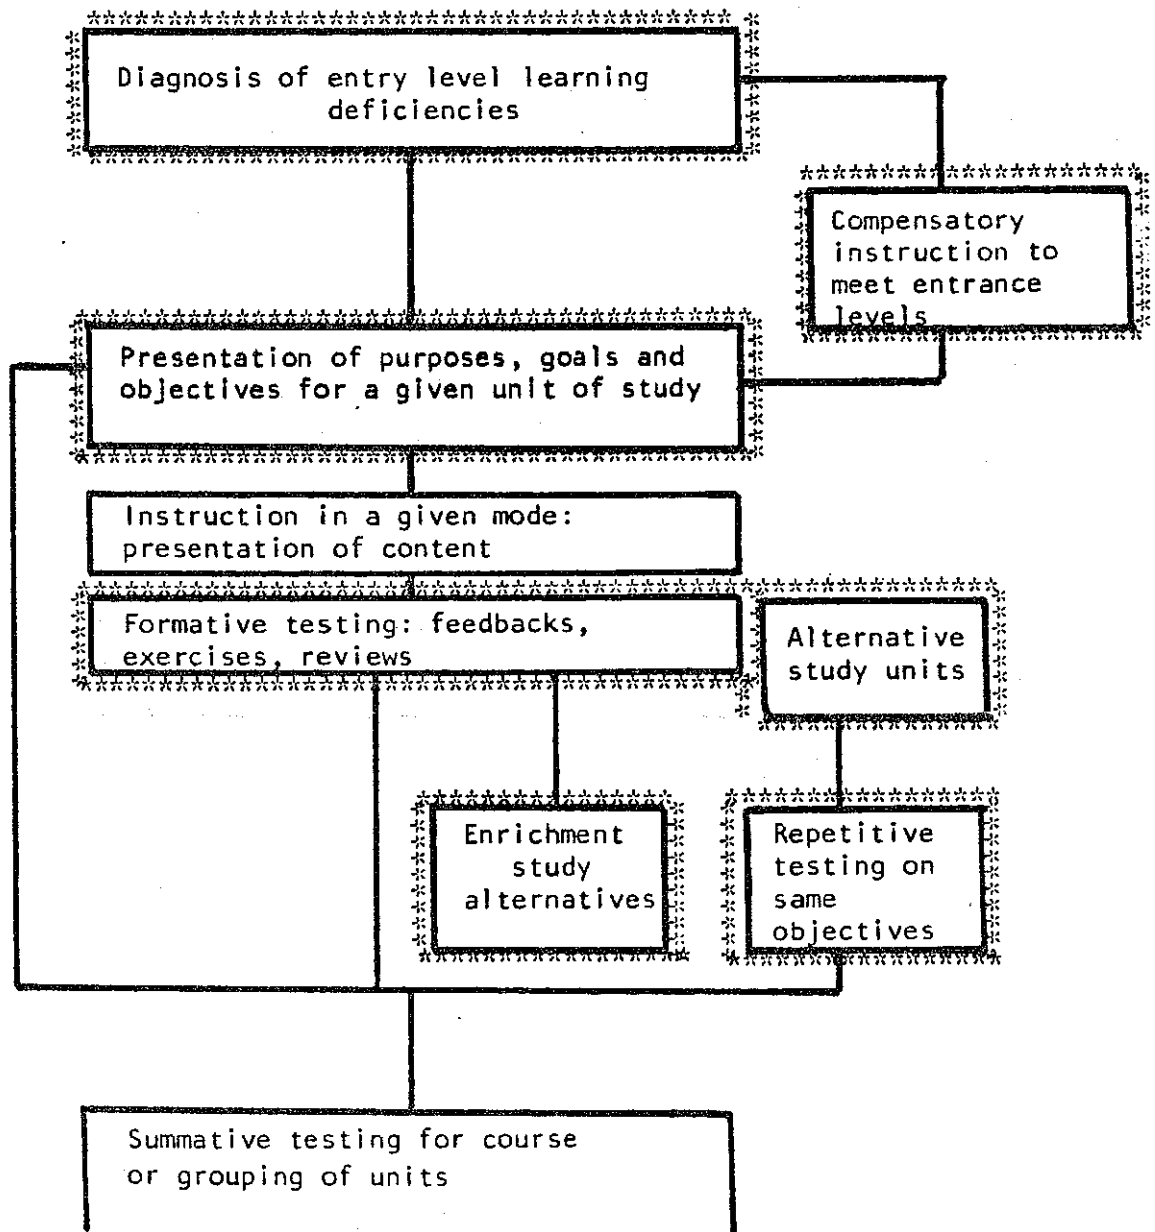 Diagnosis of entry level learning
deficiencies
Compensatory
instruction to
meet entrance
levels
Presentation of purposes, goals and
objectives for a given unit of study
Instruction in a given mode:
presentation of content
Formative testing: feedbacks,
exercises, reviews
Alternative
study units
Enrichment
study
alternatives
Repetitive
testing on
same
objectives
Summative testing for course
or grouping of units